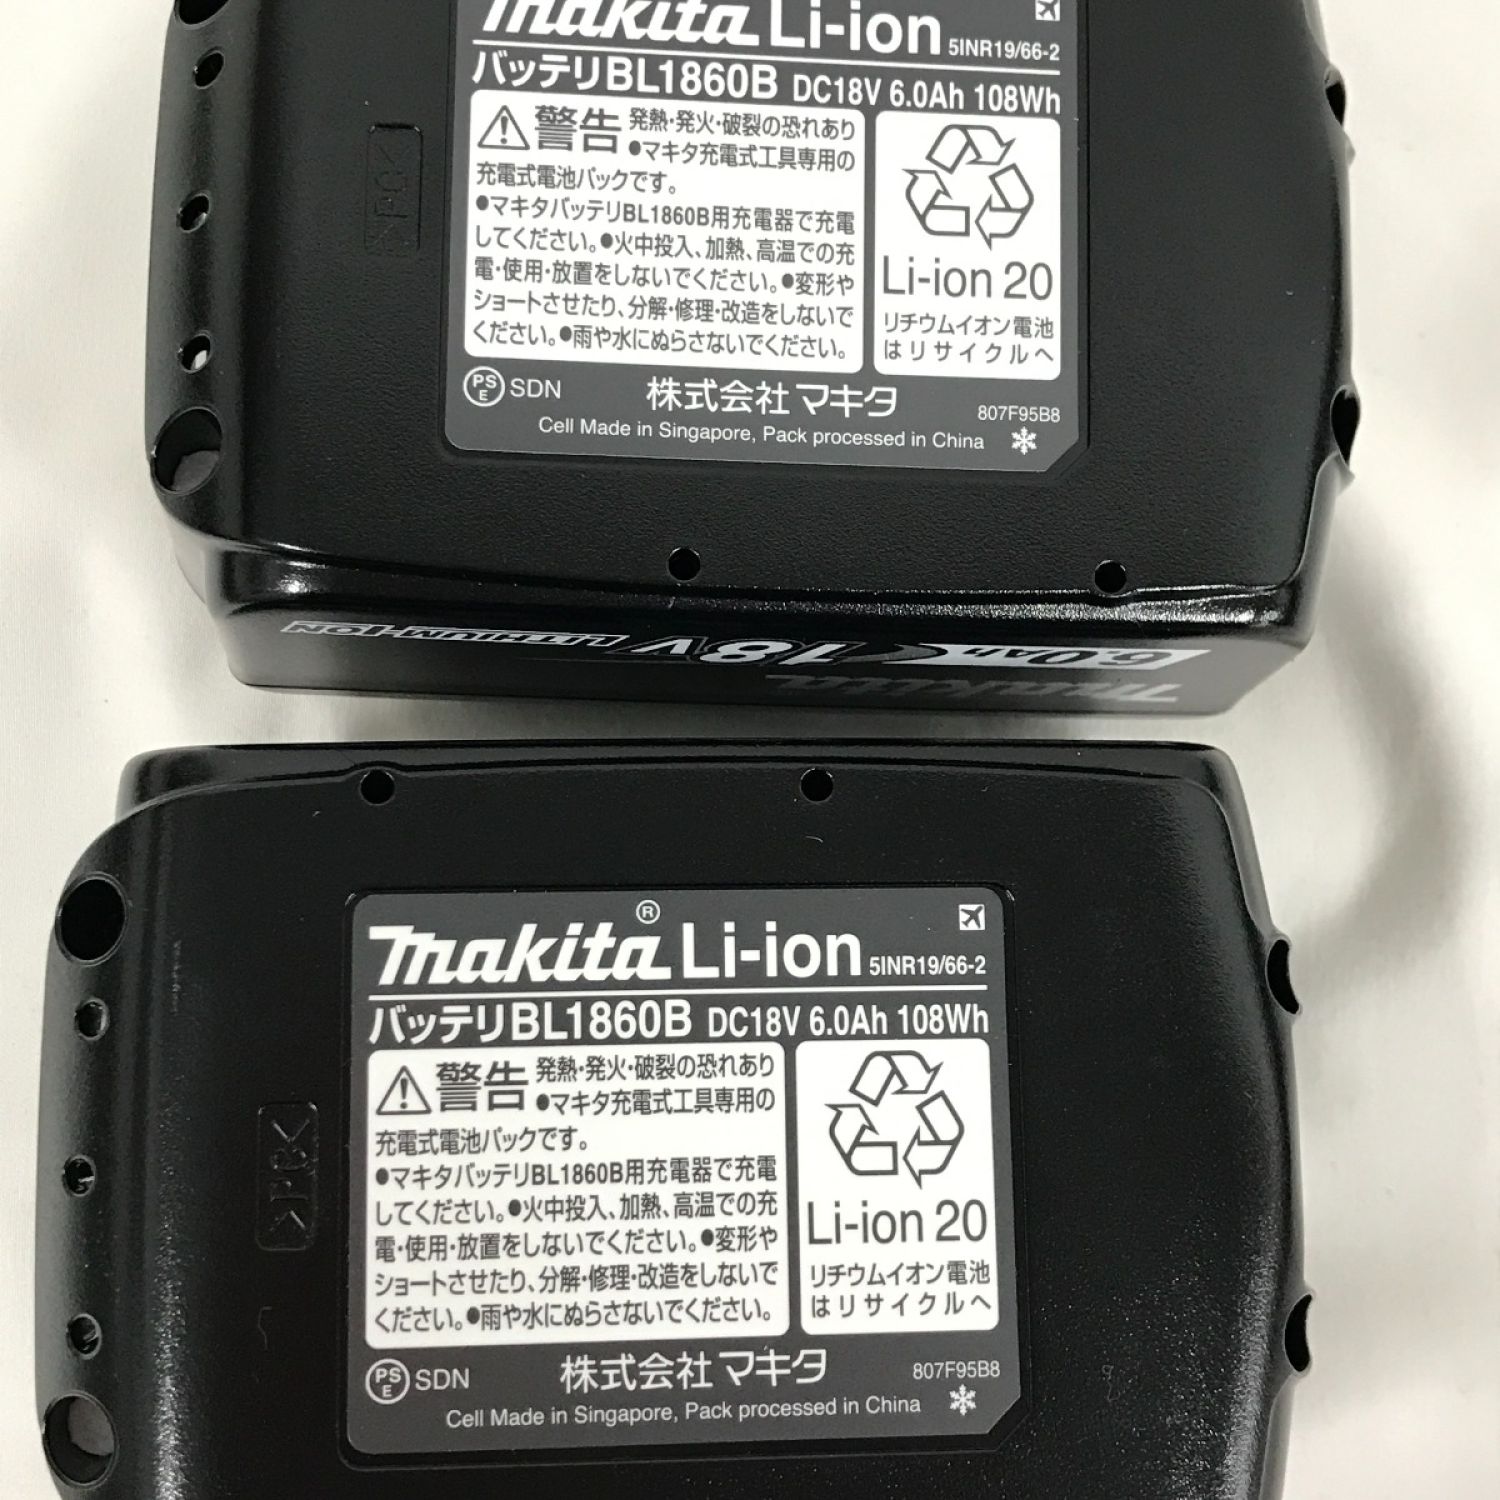 makita Li-ion 5INR19/66-2
バッテリBL1860B DC18V 6.0Ah 108Wh
警告 発熱・発火・破裂の恐れあり
●マキタ充電式工具専用の
充電式電池パックです。
●マキタバッテリBL1860B用充電器で充電
してください。●火中投入、加熱、高温での充
電・使用・放置をしないでください。●変形や
ショートさせたり、分解・修理・改造をしないで
ください。●雨や水にぬらさないでください。
Li-ion 20
リチウムイオン電池
はリサイクルへ
PSE SDN 株式会社マキタ 807F95B8
Cell Made in Singapore, Pack processed in China
>PC<
makita
6.0Ah 18V LITHIUM-ION
makita® Li-ion 5INR19/66-2
バッテリBL1860B DC18V 6.0Ah 108Wh
警告 発熱・発火・破裂の恐れあり
●マキタ充電式工具専用の
充電式電池パックです。
●マキタバッテリBL1860B用充電器で充電
してください。●火中投入、加熱、高温での充
電・使用・放置をしないでください。●変形や
ショートさせたり、分解・修理・改造をしないで
ください。●雨や水にぬらさないでください。
Li-ion 20
リチウムイオン電池
はリサイクルへ
PSE SDN 株式会社マキタ 807F95B8
Cell Made in Singapore, Pack processed in China